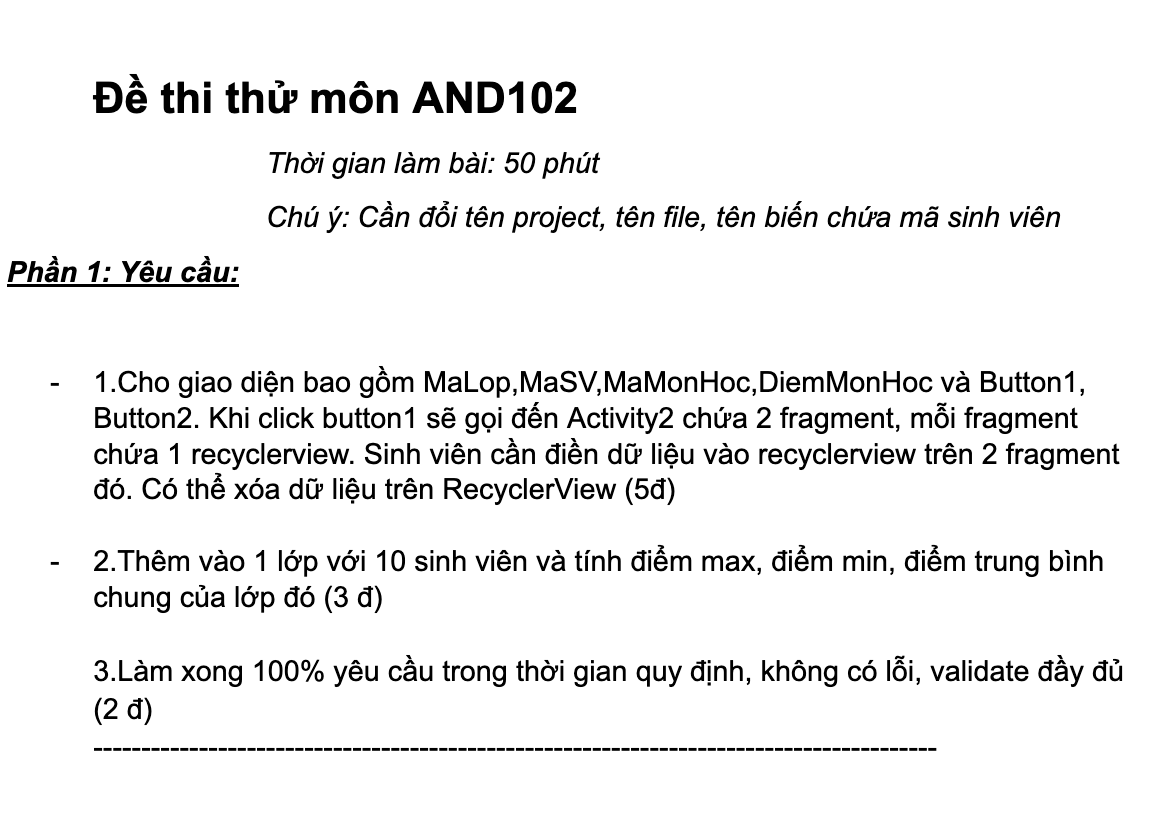 Đề thi thử môn AND102
Thời gian làm bài: 50 phút
Chú ý: Cần đổi tên project, tên file, tên biến chứa mã sinh viên
Phần 1: Yêu cầu:
- 1.Cho giao diện bao gồm MaLop,MaSV,MaMonHoc,DiemMonHoc và Button1,
Button2. Khi click button1 sẽ gọi đến Activity2 chứa 2 fragment, mỗi fragment
chứa 1 recyclerview. Sinh viên cần điền dữ liệu vào recyclerview trên 2 fragment
đó. Có thể xóa dữ liệu trên RecyclerView (5đ)
- 2.Thêm vào 1 lớp với 10 sinh viên và tính điểm max, điểm min, điểm trung bình
chung của lớp đó (3 đ)
3.Làm xong 100% yêu cầu trong thời gian quy định, không có lỗi, validate đầy đủ
(2 đ)
----------------------------------------------------------------------------------------